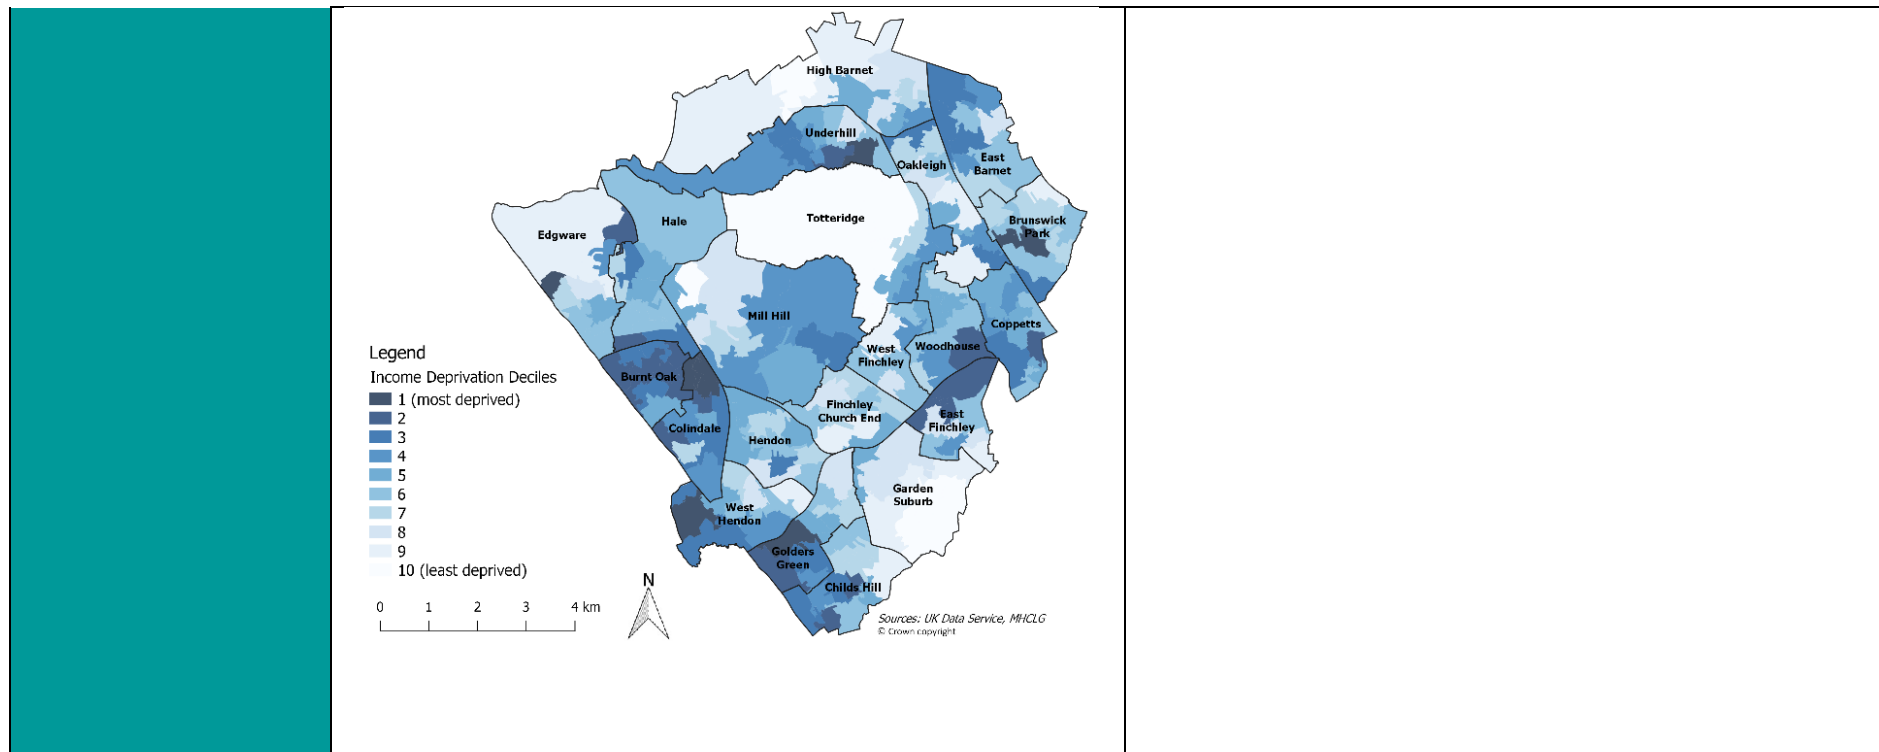 High Barnet
Underhill
Oakleigh
East
Barnet
Hale
Totteridge
Edgware
Brunswick
Park
Mill Hill
Coppetts
West
Finchley
Woodhouse
Burnt Oak
Finchley
Church End
East
Finchley
Colindale
Hendon
Garden
Suburb
West
Hendon
Golders
Green
Childs Hill
Legend
Income Deprivation Deciles
1 (most deprived)
2
3
4
5
6
7
8
9
10 (least deprived)
0 1 2 3 4 km
N
Sources: UK Data Service, MHCLG
© Crown copyright